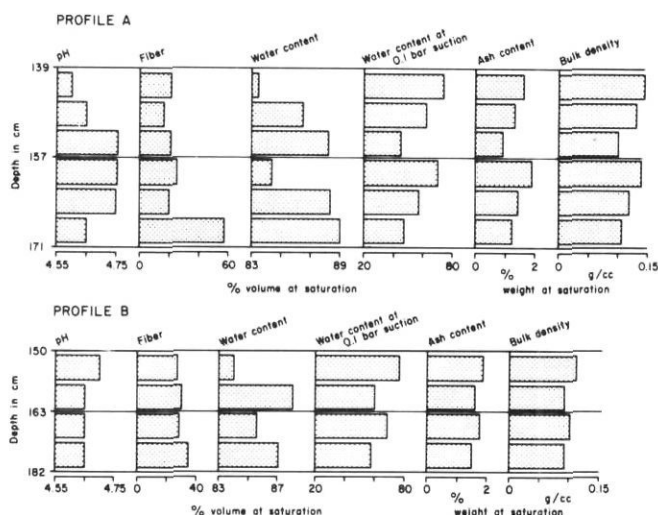 PROFILE A
pH Fiber Water content Water content at 0.1 bar suction Ash content Bulk density
139
157
171
Depth in cm
4.55 4.75 0 60 83 89 20 80 0 % 2 0 g/cc 0.15
% volume at saturation weight at saturation
PROFILE B
pH Fiber Water content Water content at 0.1 bar suction Ash content Bulk density
150
163
182
Depth in cm
4.55 4.75 0 40 83 87 20 80 0 % 2 0 g/cc 0.15
% volume at saturation weight at saturation